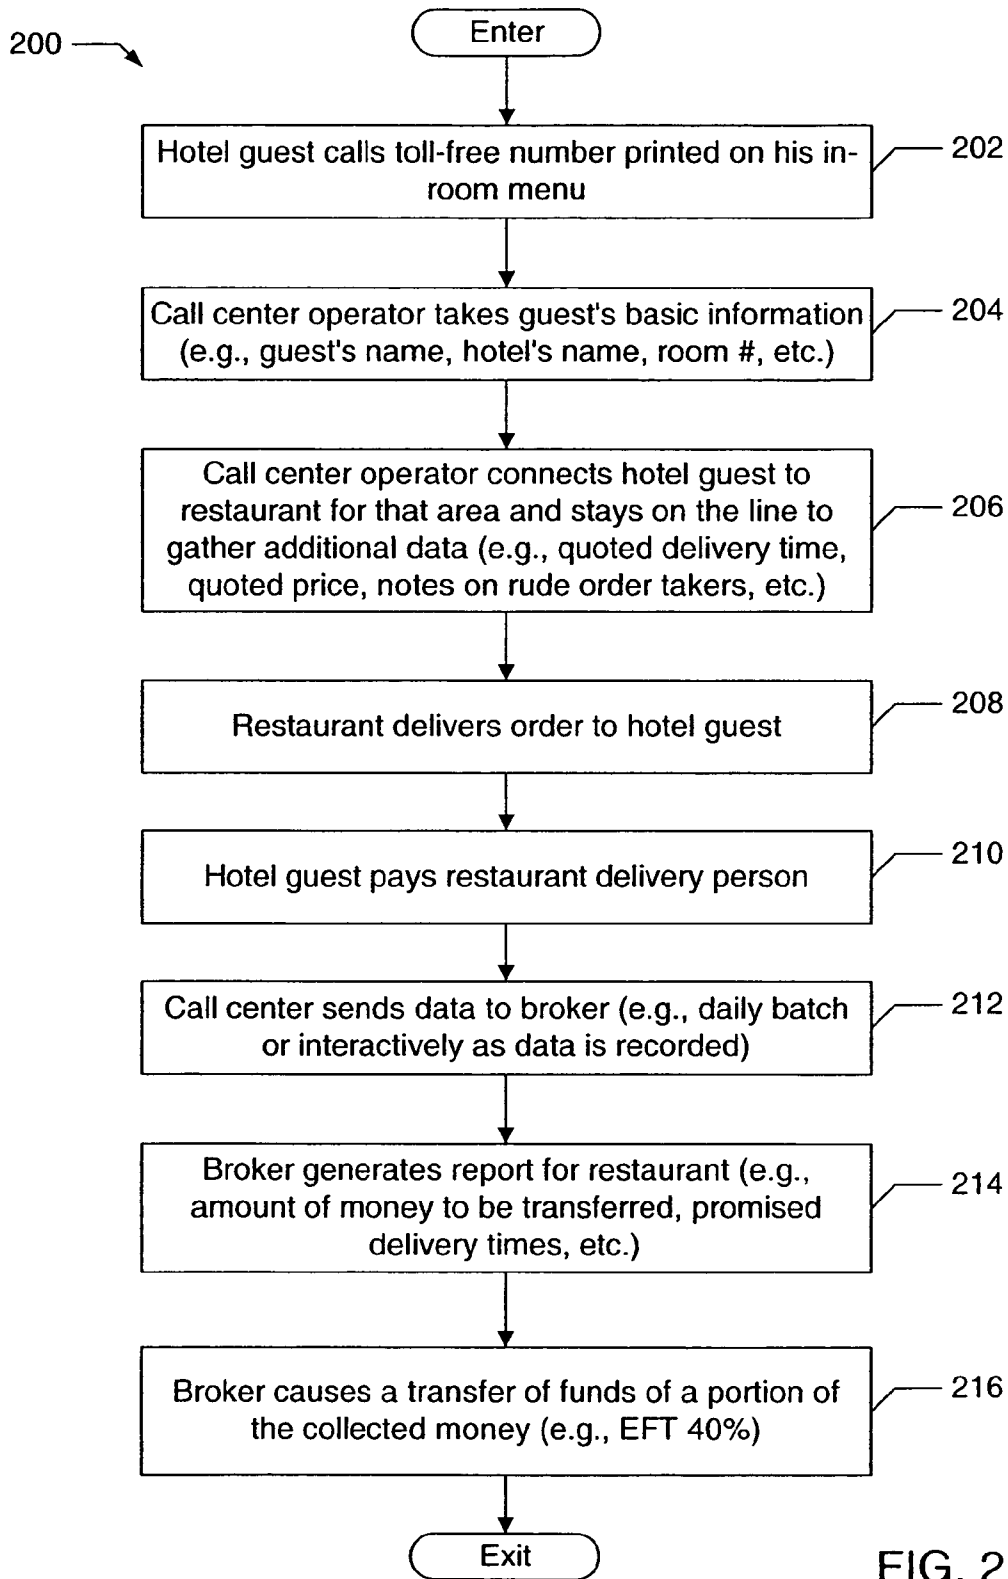 200
Enter
Hotel guest calls toll-free number printed on his in-
room menu
202
Call center operator takes guest's basic information
(e.g., guest's name, hotel's name, room #, etc.)
204
Call center operator connects hotel guest to
restaurant for that area and stays on the line to
gather additional data (e.g., quoted delivery time,
quoted price, notes on rude order takers, etc.)
206
Restaurant delivers order to hotel guest
208
Hotel guest pays restaurant delivery person
210
Call center sends data to broker (e.g., daily batch
or interactively as data is recorded)
212
Broker generates report for restaurant (e.g.,
amount of money to be transferred, promised
delivery times, etc.)
214
Broker causes a transfer of funds of a portion of
the collected money (e.g., EFT 40%)
216
Exit
FIG. 2